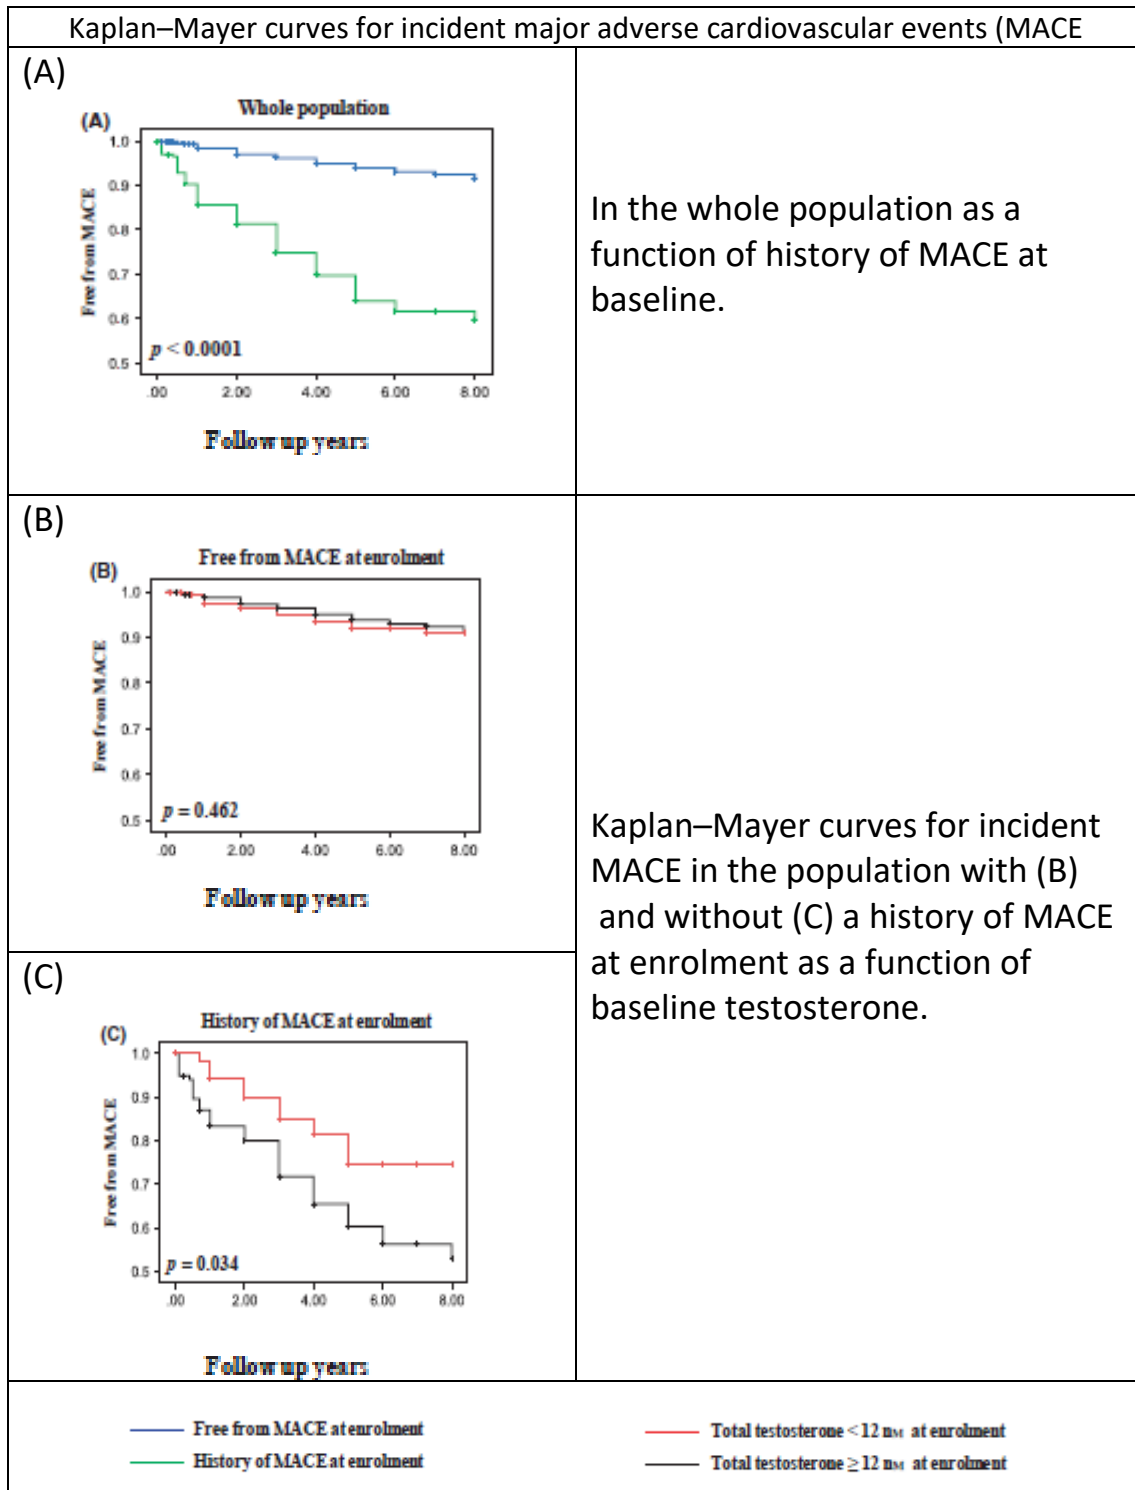 Kaplan–Mayer curves for incident major adverse cardiovascular events (MACE
(A)
Whole population
(A)
1.0
0.9
0.8
0.7
0.6
0.5
Free from MACE
p < 0.0001
.00 2.00 4.00 6.00 8.00
Follow up years
In the whole population as a
function of history of MACE at
baseline.
(B)
Free from MACE at enrolment
(B)
1.0
0.9
0.8
0.7
0.6
0.5
Free from MACE
p = 0.462
.00 2.00 4.00 6.00 8.00
Follow up years
(C)
History of MACE at enrolment
(C)
1.0
0.9
0.8
0.7
0.6
0.5
Free from MACE
p = 0.034
.00 2.00 4.00 6.00 8.00
Follow up years
Kaplan–Mayer curves for incident
MACE in the population with (B)
and without (C) a history of MACE
at enrolment as a function of
baseline testosterone.
Free from MACE at enrolment
History of MACE at enrolment
Total testosterone < 12 nM at enrolment
Total testosterone ≥ 12 nM at enrolment